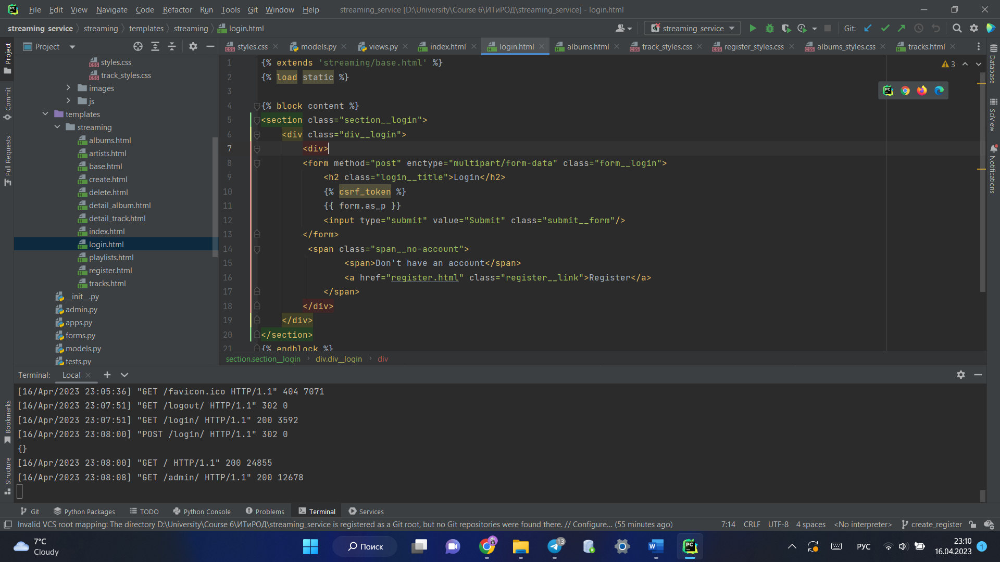 File Edit View Navigate Code Refactor Run Tools Git Window Help streaming_service [D:\University\Course 6\ИТиРОД\streaming_service] - login.html
streaming_service streaming templates streaming login.html streaming_service Git:
Project styles.css models.py views.py index.html login.html albums.html track_styles.css register_styles.css albums_styles.css tracks.html
Project
Commit
Pull Requests
Bookmarks
Structure
styles.css
track_styles.css
images
js
templates
streaming
albums.html
artists.html
base.html
create.html
delete.html
detail_album.html
detail_track.html
index.html
login.html
playlists.html
register.html
tracks.html
__init__.py
admin.py
apps.py
forms.py
models.py
tests.py
1 {% extends 'streaming/base.html' %}
2 {% load static %}
3
4 {% block content %}
5 <section class="section__login">
6 <div class="div__login">
7 <div>
8 <form method="post" enctype="multipart/form-data" class="form__login">
9 <h2 class="login__title">Login</h2>
10 {% csrf_token %}
11 {{ form.as_p }}
12 <input type="submit" value="Submit" class="submit__form"/>
13 </form>
14 <span class="span__no-account">
15 <span>Don't have an account</span>
16 <a href="register.html" class="register__link">Register</a>
17 </span>
18 </div>
19 </div>
20 </section>
21 {% endblock %}
3
Database
SciView
Notifications
section.section__login div.div__login div
Terminal: Local
[16/Apr/2023 23:05:36] "GET /favicon.ico HTTP/1.1" 404 7071
[16/Apr/2023 23:07:51] "GET /logout/ HTTP/1.1" 302 0
[16/Apr/2023 23:07:51] "GET /login/ HTTP/1.1" 200 3592
[16/Apr/2023 23:08:00] "POST /login/ HTTP/1.1" 302 0
{}
[16/Apr/2023 23:08:00] "GET / HTTP/1.1" 200 24855
[16/Apr/2023 23:08:08] "GET /admin/ HTTP/1.1" 200 12678
Git Python Packages TODO Python Console Problems Terminal Services
Invalid VCS root mapping: The directory D:\University\Course 6\ИТиРОД\streaming_service is registered as a Git root, but no Git repositories were found there. // Configure... (55 minutes ago) 7:14 CRLF UTF-8 4 spaces <No interpreter> create_register
7°C
Cloudy
Поиск
13
РУС
23:10
16.04.2023
1